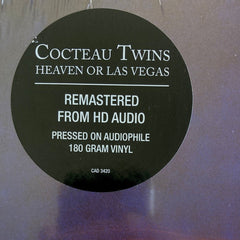 COCTEAU TWINS
HEAVEN OR LAS VEGAS
REMASTERED
FROM HD AUDIO
PRESSED ON AUDIOPHILE
180 GRAM VINYL
CAD 3420